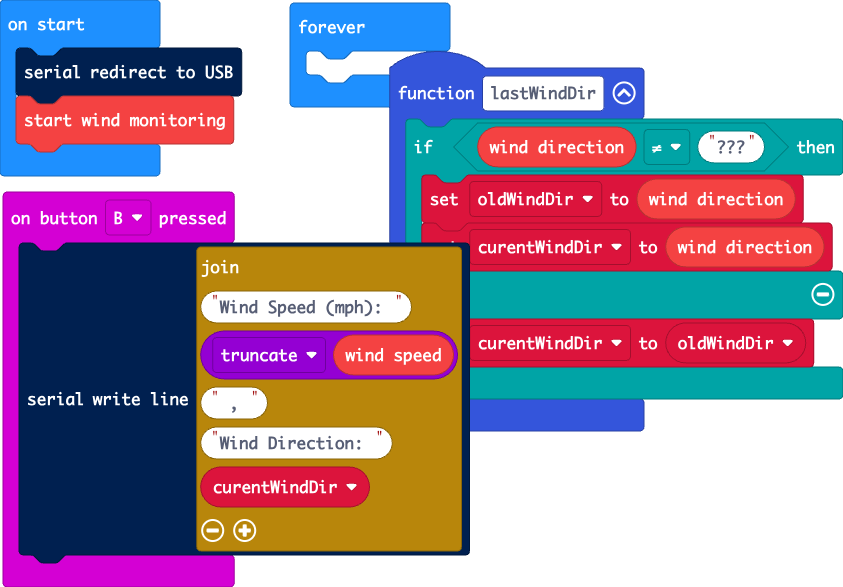 on start
serial redirect to USB
start wind monitoring
forever
function lastWindDir
if wind direction ≠ "???" then
set oldWindDir to wind direction
curentWindDir to wind direction
curentWindDir to oldWindDir
on button B pressed
serial write line
join
"Wind Speed (mph): "
truncate wind speed
" , "
"Wind Direction: "
curentWindDir